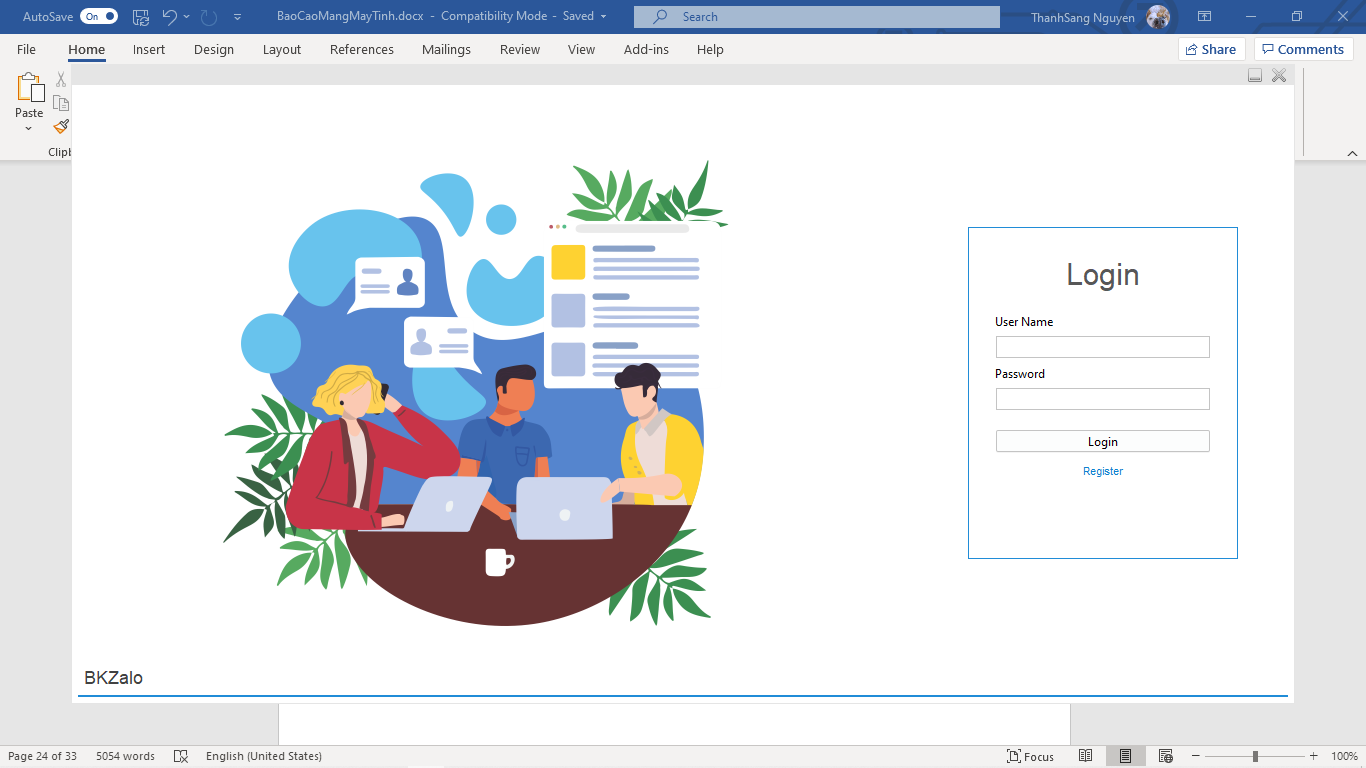 AutoSave On BaoCaoMangMayTinh.docx - Compatibility Mode - Saved Search ThanhSang Nguyen
File Home Insert Design Layout References Mailings Review View Add-ins Help Share Comments
Paste
Clipb
Login
User Name
Password
Login
Register
BKZalo
Page 24 of 33 5054 words English (United States) Focus 100%